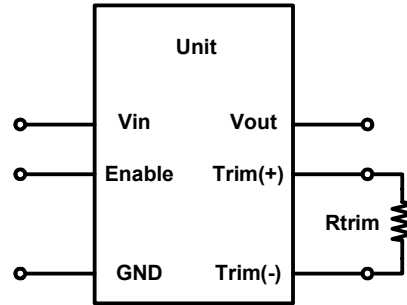 Unit
Vin Vout
Enable Trim(+)
Rtrim
GND Trim(-)